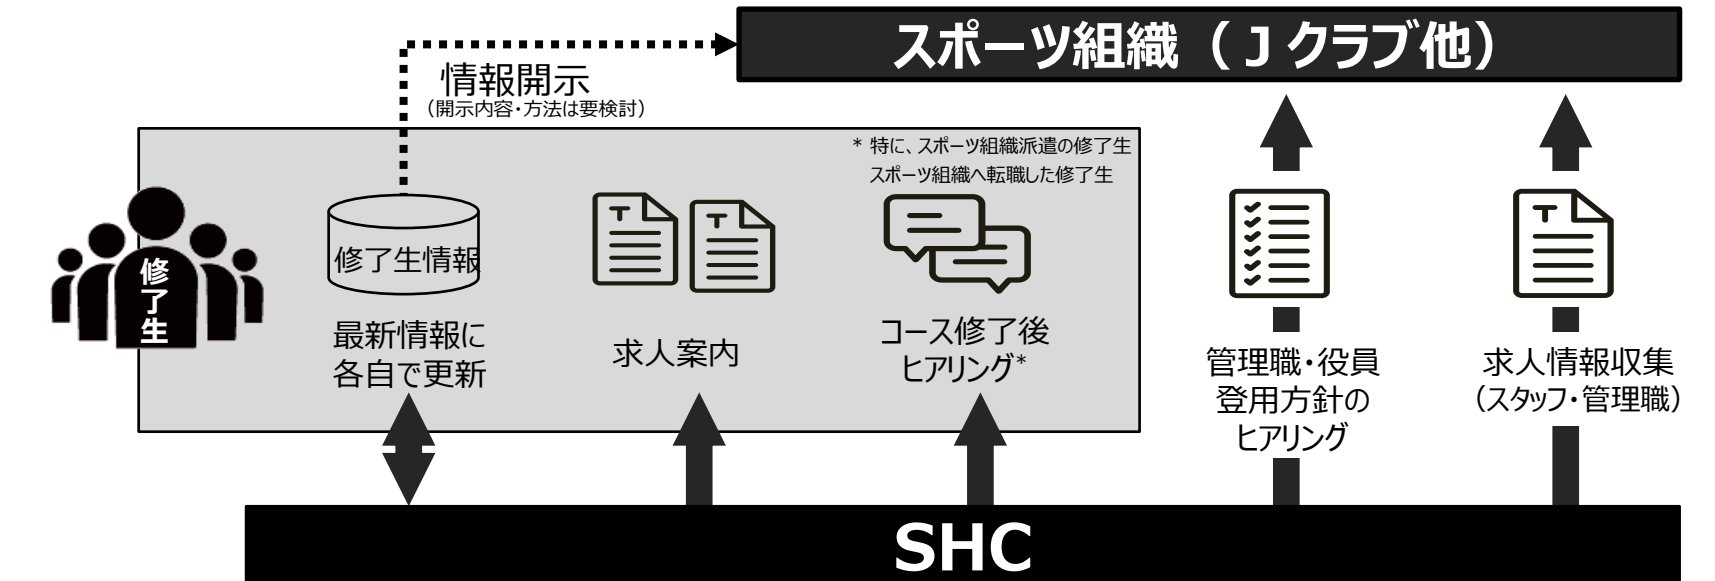 スポーツ組織（Jクラブ他）
情報開示
（開示内容・方法は要検討）
* 特に、スポーツ組織派遣の修了生
スポーツ組織へ転職した修了生
修了生
修了生情報
最新情報に
各自で更新
T
T
求人案内
コース修了後
ヒアリング*
管理職・役員
登用方針の
ヒアリング
T
求人情報収集
（スタッフ・管理職）
SHC